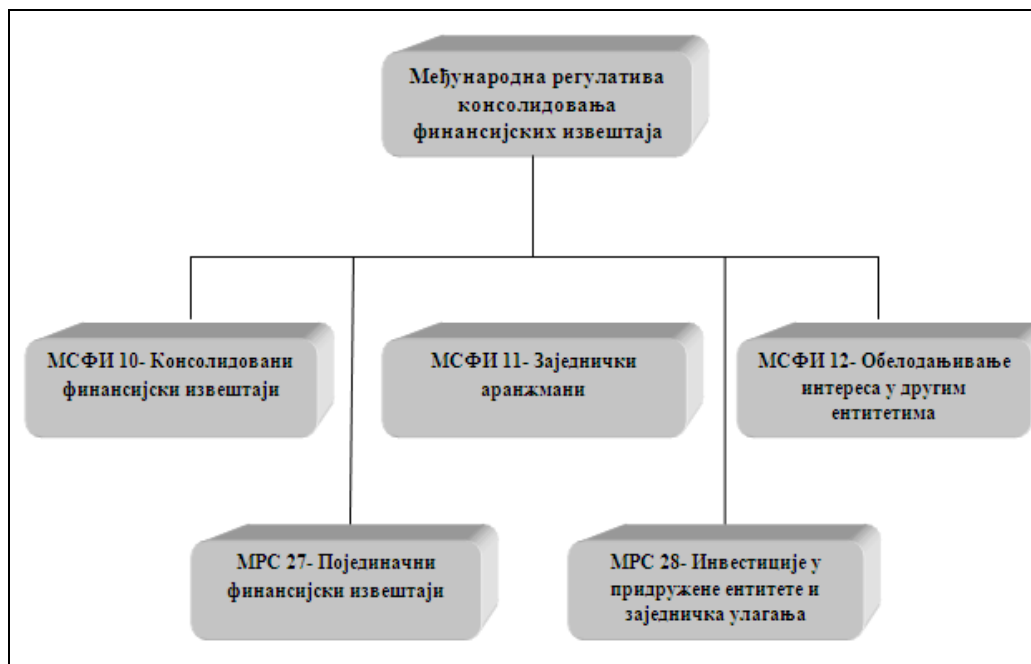 Међународна регулатива
консолидовања
финансијских извештаја
МСФИ 10- Консолидовани
финансијски извештаји
МСФИ 11- Заједнички
аранжмани
МСФИ 12- Обелодањивање
интереса у другим
ентитетима
МРС 27- Појединачни
финансијски извештаји
МРС 28- Инвестиције у
придружене ентитете и
заједничка улагања